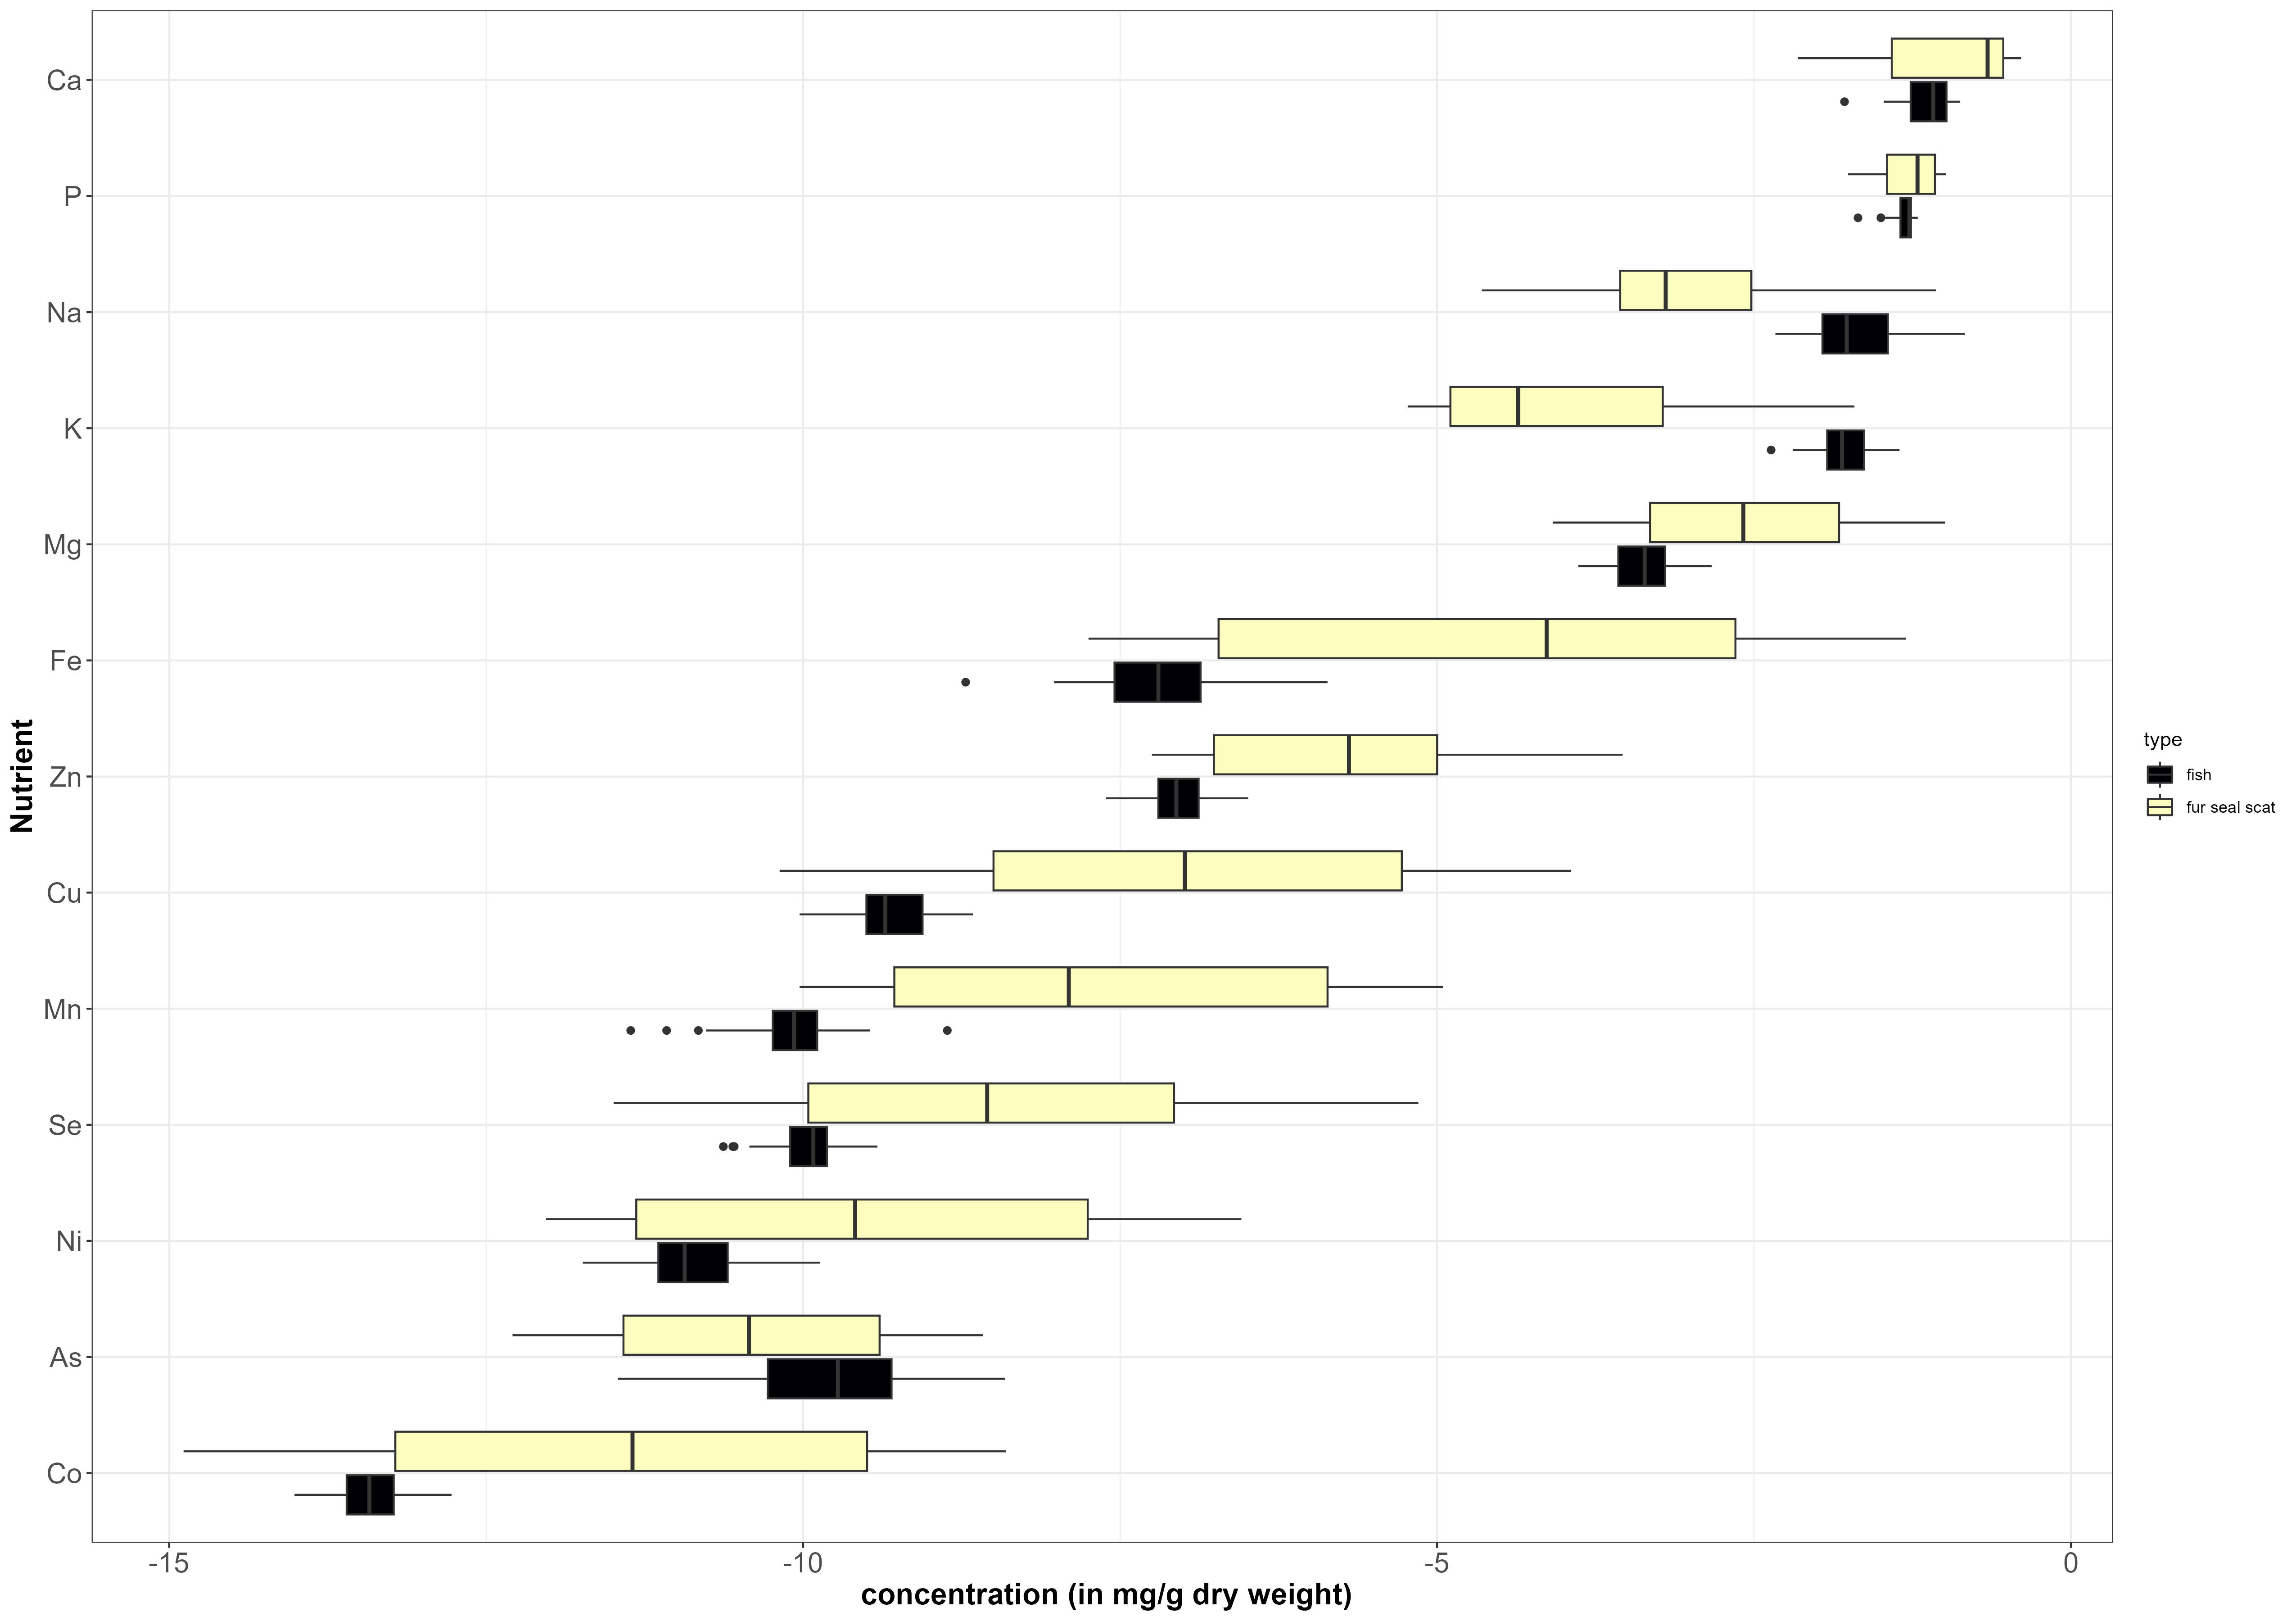 Ca
P
Na
K
Mg
Fe
Zn
Cu
Mn
Se
Ni
As
Co
Nutrient
-15 -10 -5 0
concentration (in mg/g dry weight)
type
fish
fur seal scat